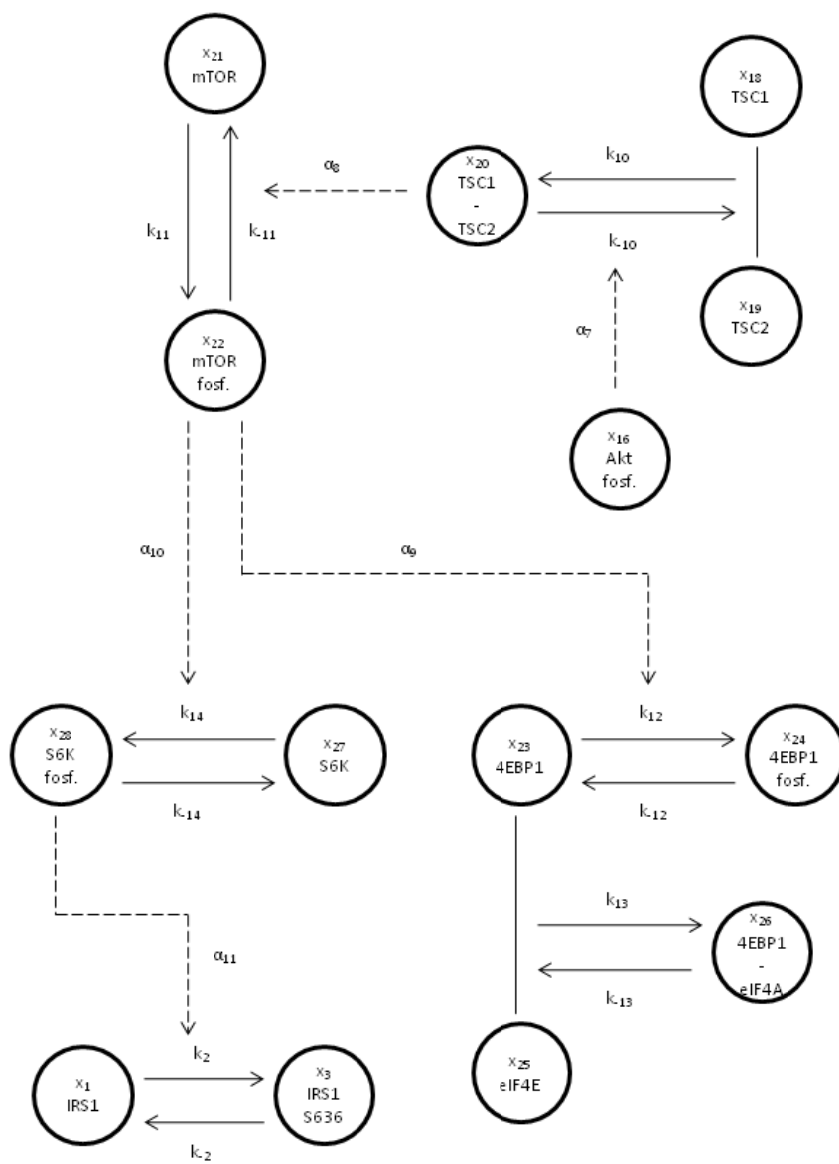 x₂₁
mTOR
x₁₈
TSC1
x₂₀
TSC1
-
TSC2
k₁₀
k₋₁₀
α₈
k₁₁
k₋₁₁
x₁₉
TSC2
α₇
x₂₂
mTOR
fosf.
x₁₆
Akt
fosf.
α₁₀
α₉
x₂₈
S6K
fosf.
k₁₄
k₋₁₄
x₂₇
S6K
x₂₃
4EBP1
k₁₂
k₋₁₂
x₂₄
4EBP1
fosf.
k₁₃
k₋₁₃
x₂₆
4EBP1
-
eIF4A
α₁₁
x₁
IRS1
k₂
k₋₂
x₃
IRS1
S636
x₂₅
eIF4E